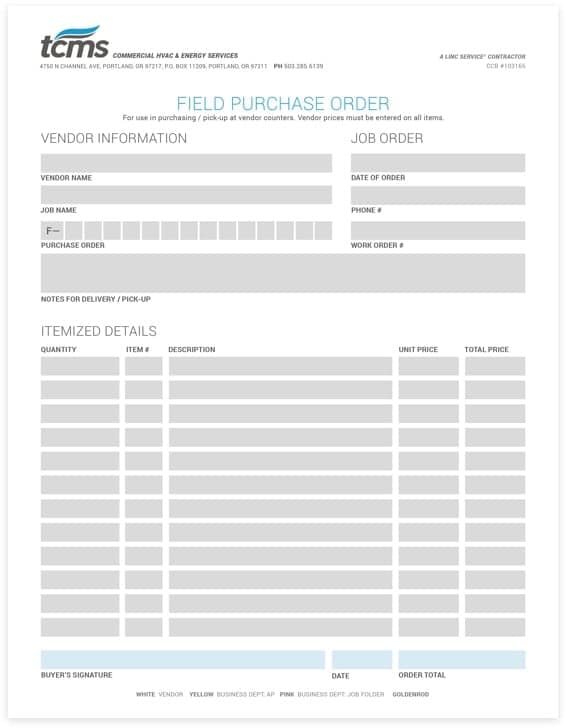 tcms COMMERCIAL HVAC & ENERGY SERVICES
A LINC SERVICE® CONTRACTOR
4750 N CHANNEL AVE, PORTLAND, OR 97217, P.O. BOX 11209, PORTLAND, OR 97211 PH 503.285.6139
CCB #103165
FIELD PURCHASE ORDER
For use in purchasing / pick-up at vendor counters. Vendor prices must be entered on all items.
VENDOR INFORMATION
JOB ORDER
VENDOR NAME
DATE OF ORDER
JOB NAME
PHONE #
F—
PURCHASE ORDER
WORK ORDER #
NOTES FOR DELIVERY / PICK-UP
ITEMIZED DETAILS
QUANTITY ITEM # DESCRIPTION UNIT PRICE TOTAL PRICE
BUYER'S SIGNATURE DATE ORDER TOTAL
WHITE VENDOR YELLOW BUSINESS DEPT: AP PINK BUSINESS DEPT: JOB FOLDER GOLDENROD